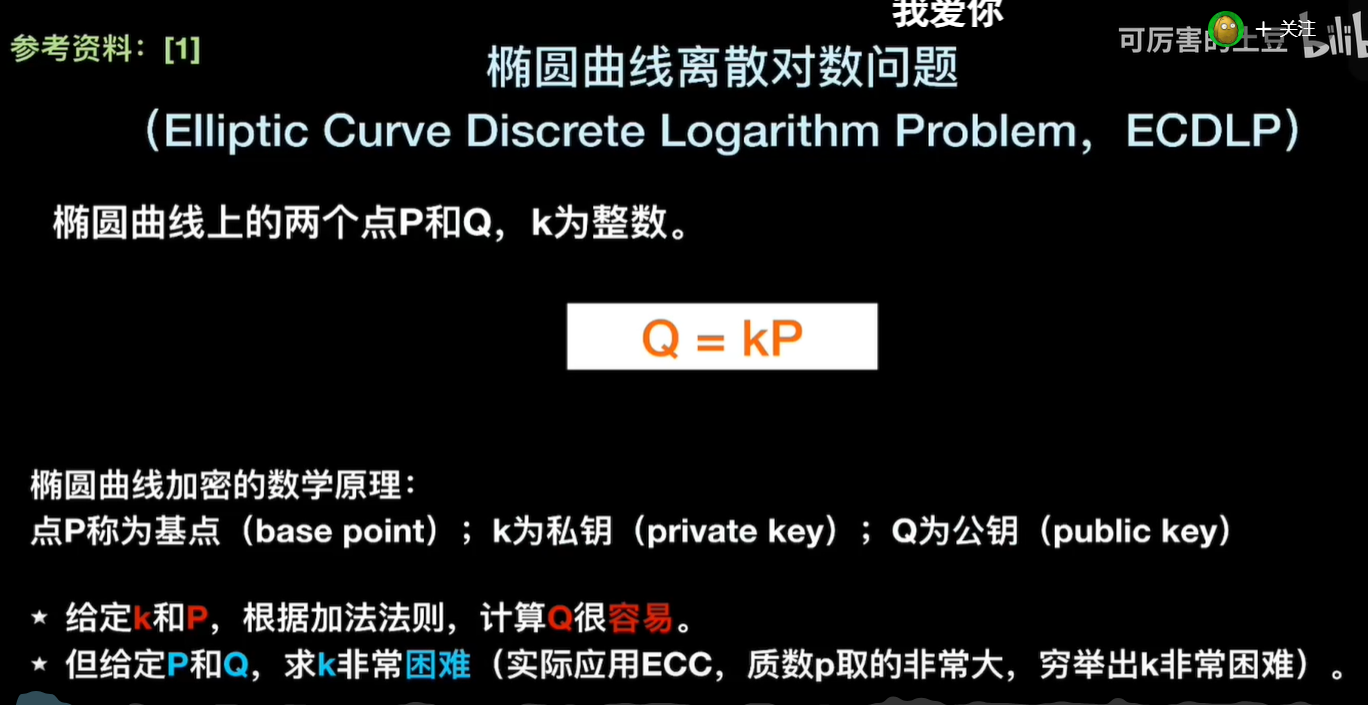 我爱你
参考资料：[1]
可厉害的土豆
+ 关注
椭圆曲线离散对数问题
（Elliptic Curve Discrete Logarithm Problem，ECDLP）
椭圆曲线上的两个点P和Q，k为整数。
Q = kP
椭圆曲线加密的数学原理：
点P称为基点（base point）；k为私钥（private key）；Q为公钥（public key）
★ 给定k和P，根据加法法则，计算Q很容易。
★ 但给定P和Q，求k非常困难（实际应用ECC，质数p取的非常大，穷举出k非常困难）。